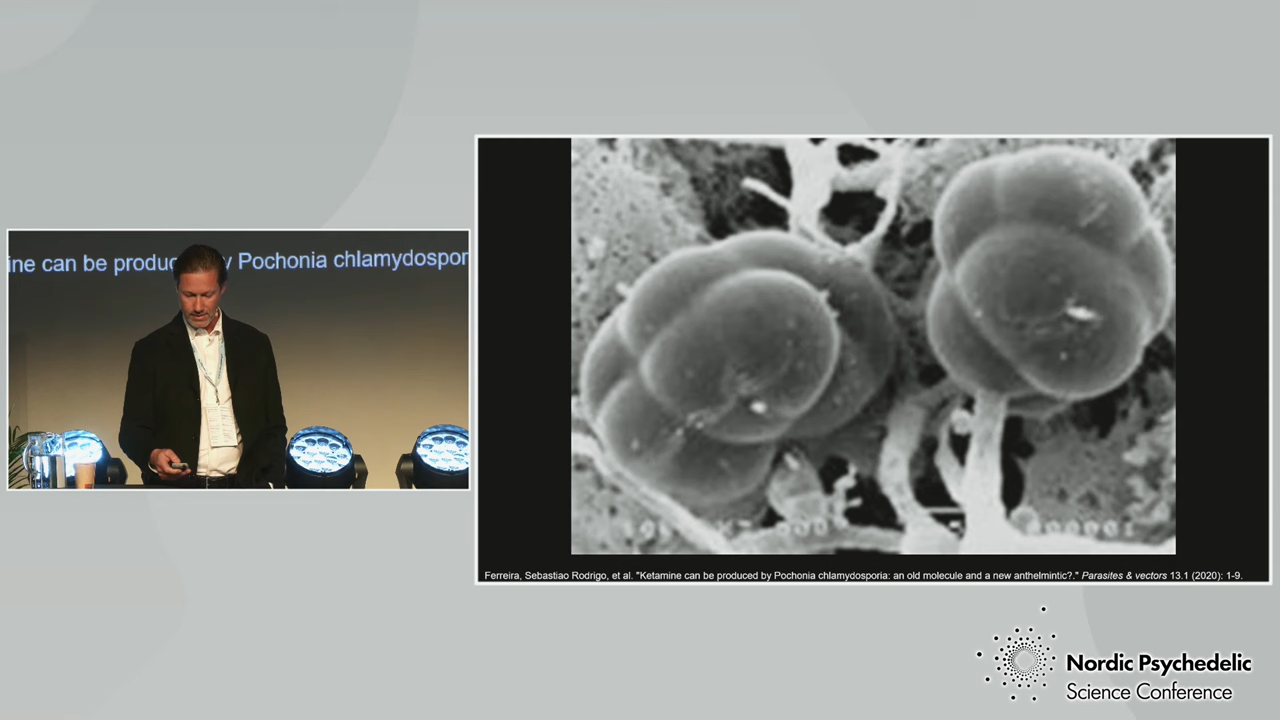 ine can be produc y Pochonia chlamydospor
Ferreira, Sebastiao Rodrigo, et al. "Ketamine can be produced by Pochonia chlamydosporia: an old molecule and a new anthelmintic?." Parasites & vectors 13.1 (2020): 1-9.
Nordic Psychedelic
Science Conference